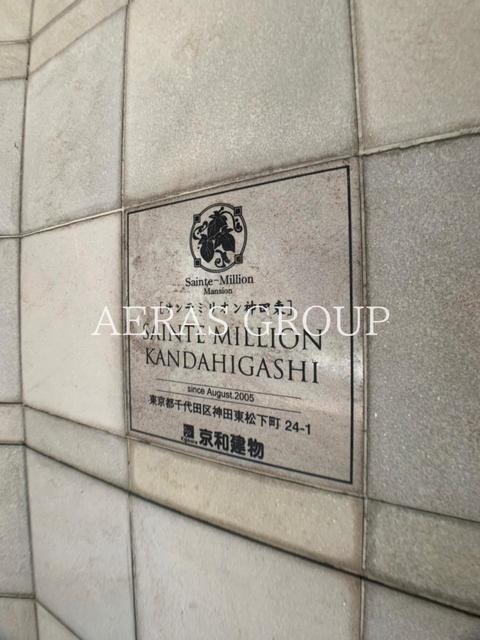 Sainte-Million
Mansion
[サンテミリオン神田東]
AERAS GROUP
SAINTE MILLION
KANDAHIGASHI
since August.2005
東京都千代田区神田東松下町 24-1
京和建物